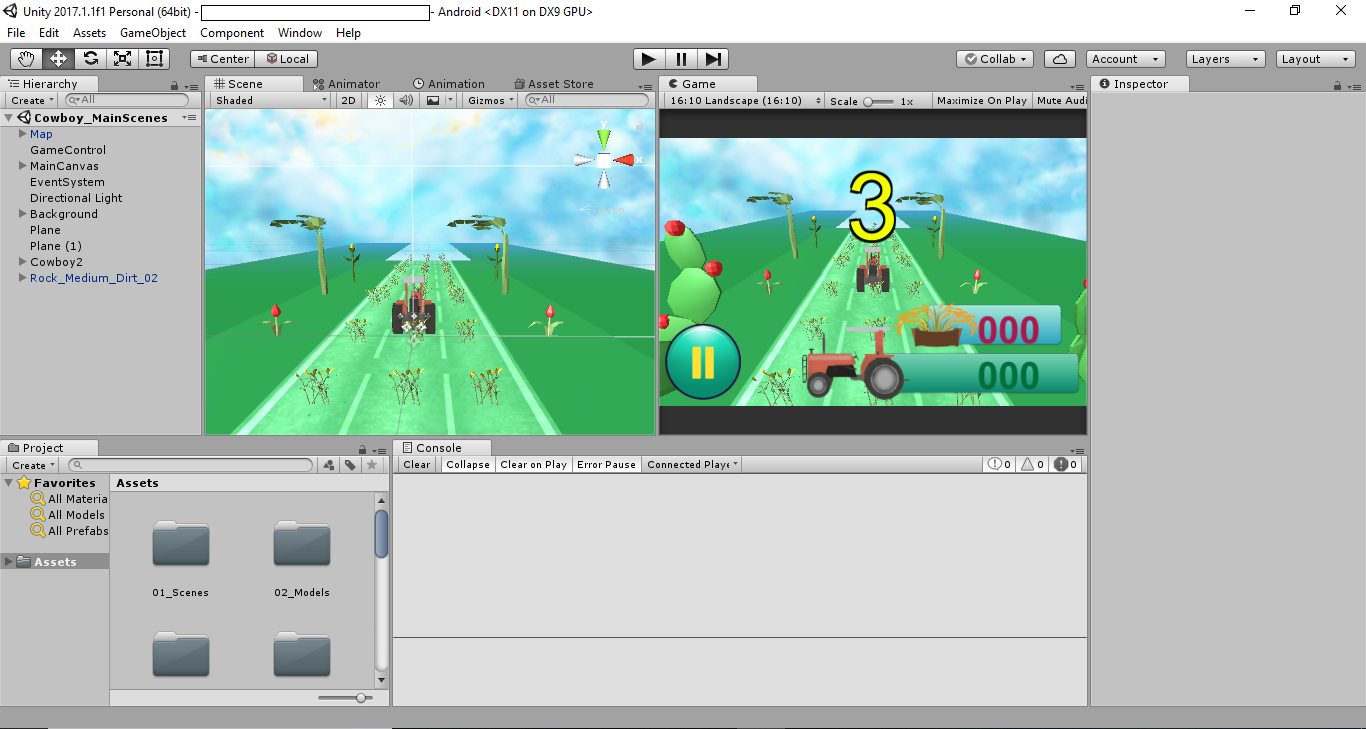 Unity 2017.1.1f1 Personal (64bit) - - Android <DX11 on DX9 GPU>
File Edit Assets GameObject Component Window Help
Center Local Collab Account Layers Layout
Hierarchy
Create All
Cowboy_MainScenes
Map
GameControl
MainCanvas
EventSystem
Directional Light
Background
Plane
Plane (1)
Cowboy2
Rock_Medium_Dirt_02
Scene Animator Animation Asset Store
Shaded 2D Gizmos All
y
x
Persp
Game
16:10 Landscape (16:10) Scale 1x Maximize On Play Mute Audi
3
000
000
Inspector
Project
Create
Favorites
All Materia
All Models
All Prefabs
Assets
Assets
01_Scenes 02_Models
Console
Clear Collapse Clear on Play Error Pause Connected Playe 0 0 0